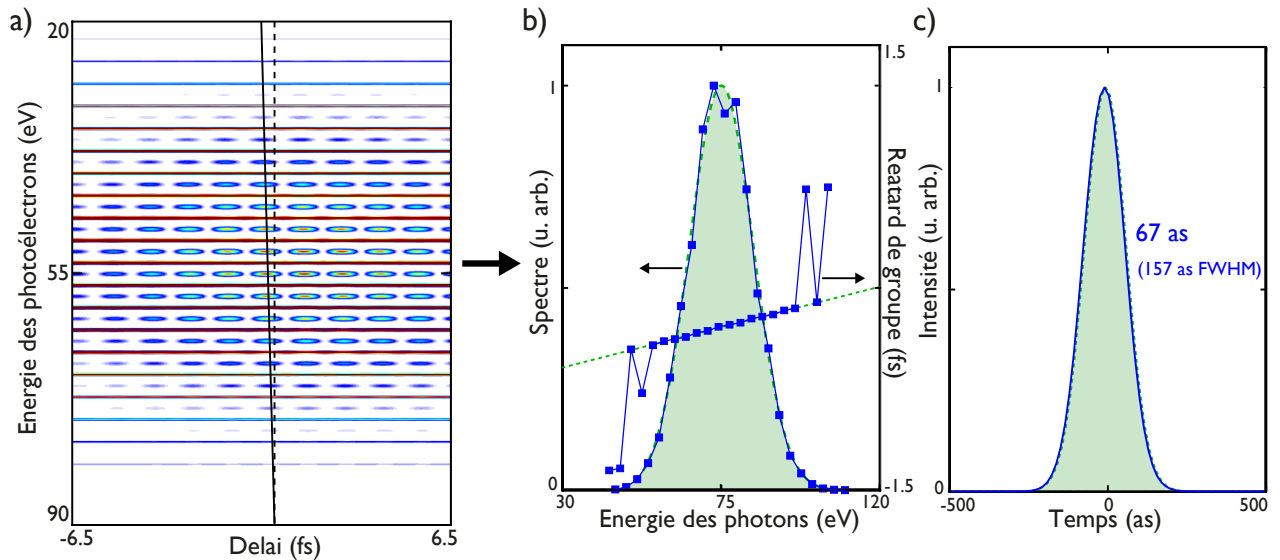 a)
20
55
90
Energie des photoélectrons (eV)
-6.5
6.5
Delai (fs)
b)
1
0
Spectre (u. arb.)
1.5
-1.5
Reatard de groupe (fs)
30
75
120
Energie des photons (eV)
c)
1
0
Intensité (u. arb.)
67 as
(157 as FWHM)
-500
0
500
Temps (as)